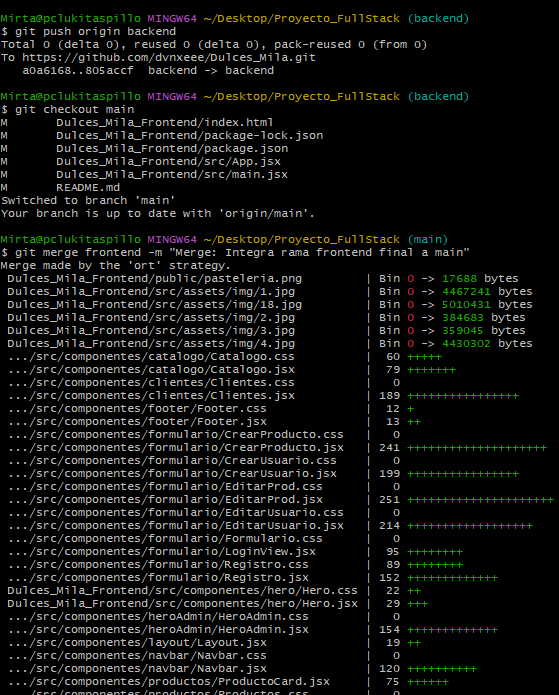 Mirta@pclukitaspillo MINGW64 ~/Desktop/Proyecto_FullStack (backend)
$ git push origin backend
Total 0 (delta 0), reused 0 (delta 0), pack-reused 0 (from 0)
To https://github.com/dvnxeee/Dulces_Mila.git
   a0a6168..805accf  backend -> backend

Mirta@pclukitaspillo MINGW64 ~/Desktop/Proyecto_FullStack (backend)
$ git checkout main
M       Dulces_Mila_Frontend/index.html
M       Dulces_Mila_Frontend/package-lock.json
M       Dulces_Mila_Frontend/package.json
M       Dulces_Mila_Frontend/src/App.jsx
M       Dulces_Mila_Frontend/src/main.jsx
M       README.md
Switched to branch 'main'
Your branch is up to date with 'origin/main'.

Mirta@pclukitaspillo MINGW64 ~/Desktop/Proyecto_FullStack (main)
$ git merge frontend -m "Merge: Integra rama frontend final a main"
Merge made by the 'ort' strategy.
 Dulces_Mila_Frontend/public/pasteleria.png         | Bin 0 -> 17688 bytes
 Dulces_Mila_Frontend/src/assets/img/1.jpg          | Bin 0 -> 4467241 bytes
 Dulces_Mila_Frontend/src/assets/img/18.jpg         | Bin 0 -> 5010431 bytes
 Dulces_Mila_Frontend/src/assets/img/2.jpg          | Bin 0 -> 384683 bytes
 Dulces_Mila_Frontend/src/assets/img/3.jpg          | Bin 0 -> 359045 bytes
 Dulces_Mila_Frontend/src/assets/img/4.jpg          | Bin 0 -> 4430302 bytes
 .../src/componentes/catalogo/Catalogo.css          |  60 +++++
 .../src/componentes/catalogo/Catalogo.jsx          |  79 +++++++
 .../src/componentes/clientes/Clientes.css          |   0
 .../src/componentes/clientes/Clientes.jsx          | 189 ++++++++++++++++
 .../src/componentes/footer/Footer.css              |  12 +
 .../src/componentes/footer/Footer.jsx              |  13 ++
 .../src/componentes/formulario/CrearProducto.css   |   0
 .../src/componentes/formulario/CrearProducto.jsx   | 241 ++++++++++++++++++++
 .../src/componentes/formulario/CrearUsuario.css    |   0
 .../src/componentes/formulario/CrearUsuario.jsx    | 199 ++++++++++++++++
 .../src/componentes/formulario/EditarProd.css      |   0
 .../src/componentes/formulario/EditarProd.jsx      | 251 +++++++++++++++++++++
 .../src/componentes/formulario/EditarUsuario.css   |   0
 .../src/componentes/formulario/EditarUsuario.jsx   | 214 ++++++++++++++++++
 .../src/componentes/formulario/Formulario.css      |   0
 .../src/componentes/formulario/LoginView.jsx       |  95 ++++++++
 .../src/componentes/formulario/Registro.css        |  89 ++++++++
 .../src/componentes/formulario/Registro.jsx        | 152 +++++++++++++
 Dulces_Mila_Frontend/src/componentes/hero/Hero.css |  22 ++
 Dulces_Mila_Frontend/src/componentes/hero/Hero.jsx |  29 +++
 .../src/componentes/heroAdmin/HeroAdmin.css        |   0
 .../src/componentes/heroAdmin/HeroAdmin.jsx        | 154 +++++++++++++
 .../src/componentes/layout/Layout.jsx              |  19 ++
 .../src/componentes/navbar/Navbar.css              |   0
 .../src/componentes/navbar/Navbar.jsx              | 120 ++++++++++
 .../src/componentes/productos/ProductoCard.jsx     |  75 ++++++
 .../src/componentes/productos/Productos.css        |   0